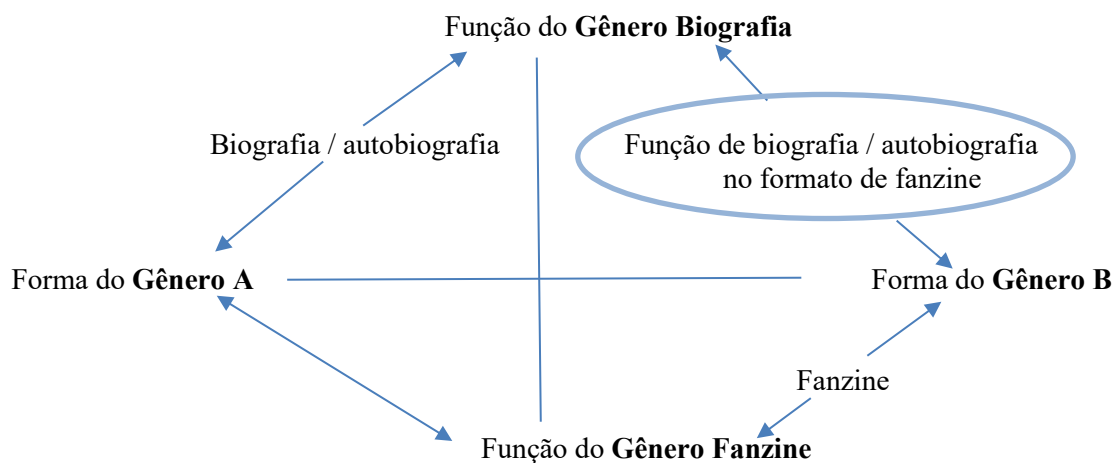 Função do Gênero Biografia
Biografia / autobiografia
Função de biografia / autobiografia
no formato de fanzine
Forma do Gênero A
Forma do Gênero B
Fanzine
Função do Gênero Fanzine